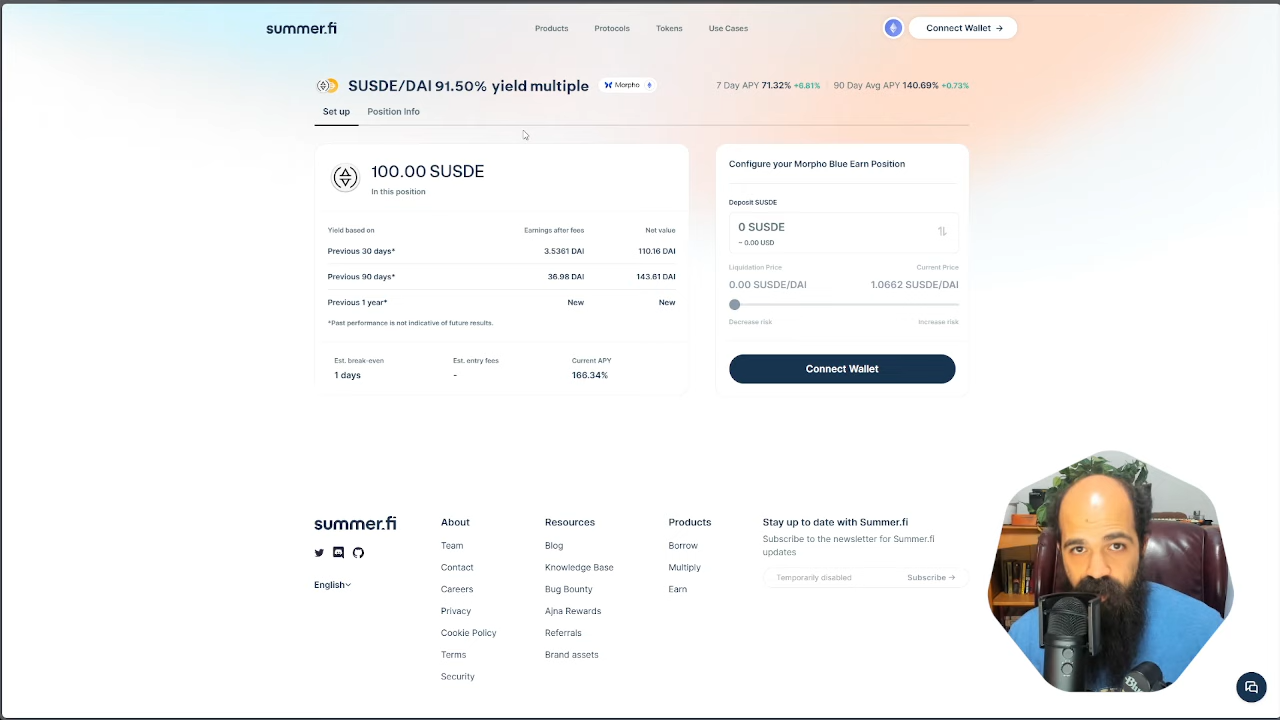 summer.fi
Products Protocols Tokens Use Cases
Connect Wallet →
SUSDE/DAI 91.50% yield multiple
Morpho
7 Day APY 71.32% +6.81% 90 Day Avg APY 140.69% +0.73%
Set up Position Info
100.00 SUSDE
In this position
Yield based on Earnings after fees Net value
Previous 30 days* 3.5361 DAI 110.16 DAI
Previous 90 days* 36.98 DAI 143.61 DAI
Previous 1 year* New New
*Past performance is not indicative of future results.
Est. break-even Est. entry fees Current APY
1 days - 166.34%
Configure your Morpho Blue Earn Position
Deposit SUSDE
0 SUSDE
~ 0.00 USD
Liquidation Price Current Price
0.00 SUSDE/DAI 1.0662 SUSDE/DAI
Decrease risk Increase risk
Connect Wallet
summer.fi
English
About
Team
Contact
Careers
Privacy
Cookie Policy
Terms
Security
Resources
Blog
Knowledge Base
Bug Bounty
Ajna Rewards
Referrals
Brand assets
Products
Borrow
Multiply
Earn
Stay up to date with Summer.fi
Subscribe to the newsletter for Summer.fi
updates
Temporarily disabled Subscribe →